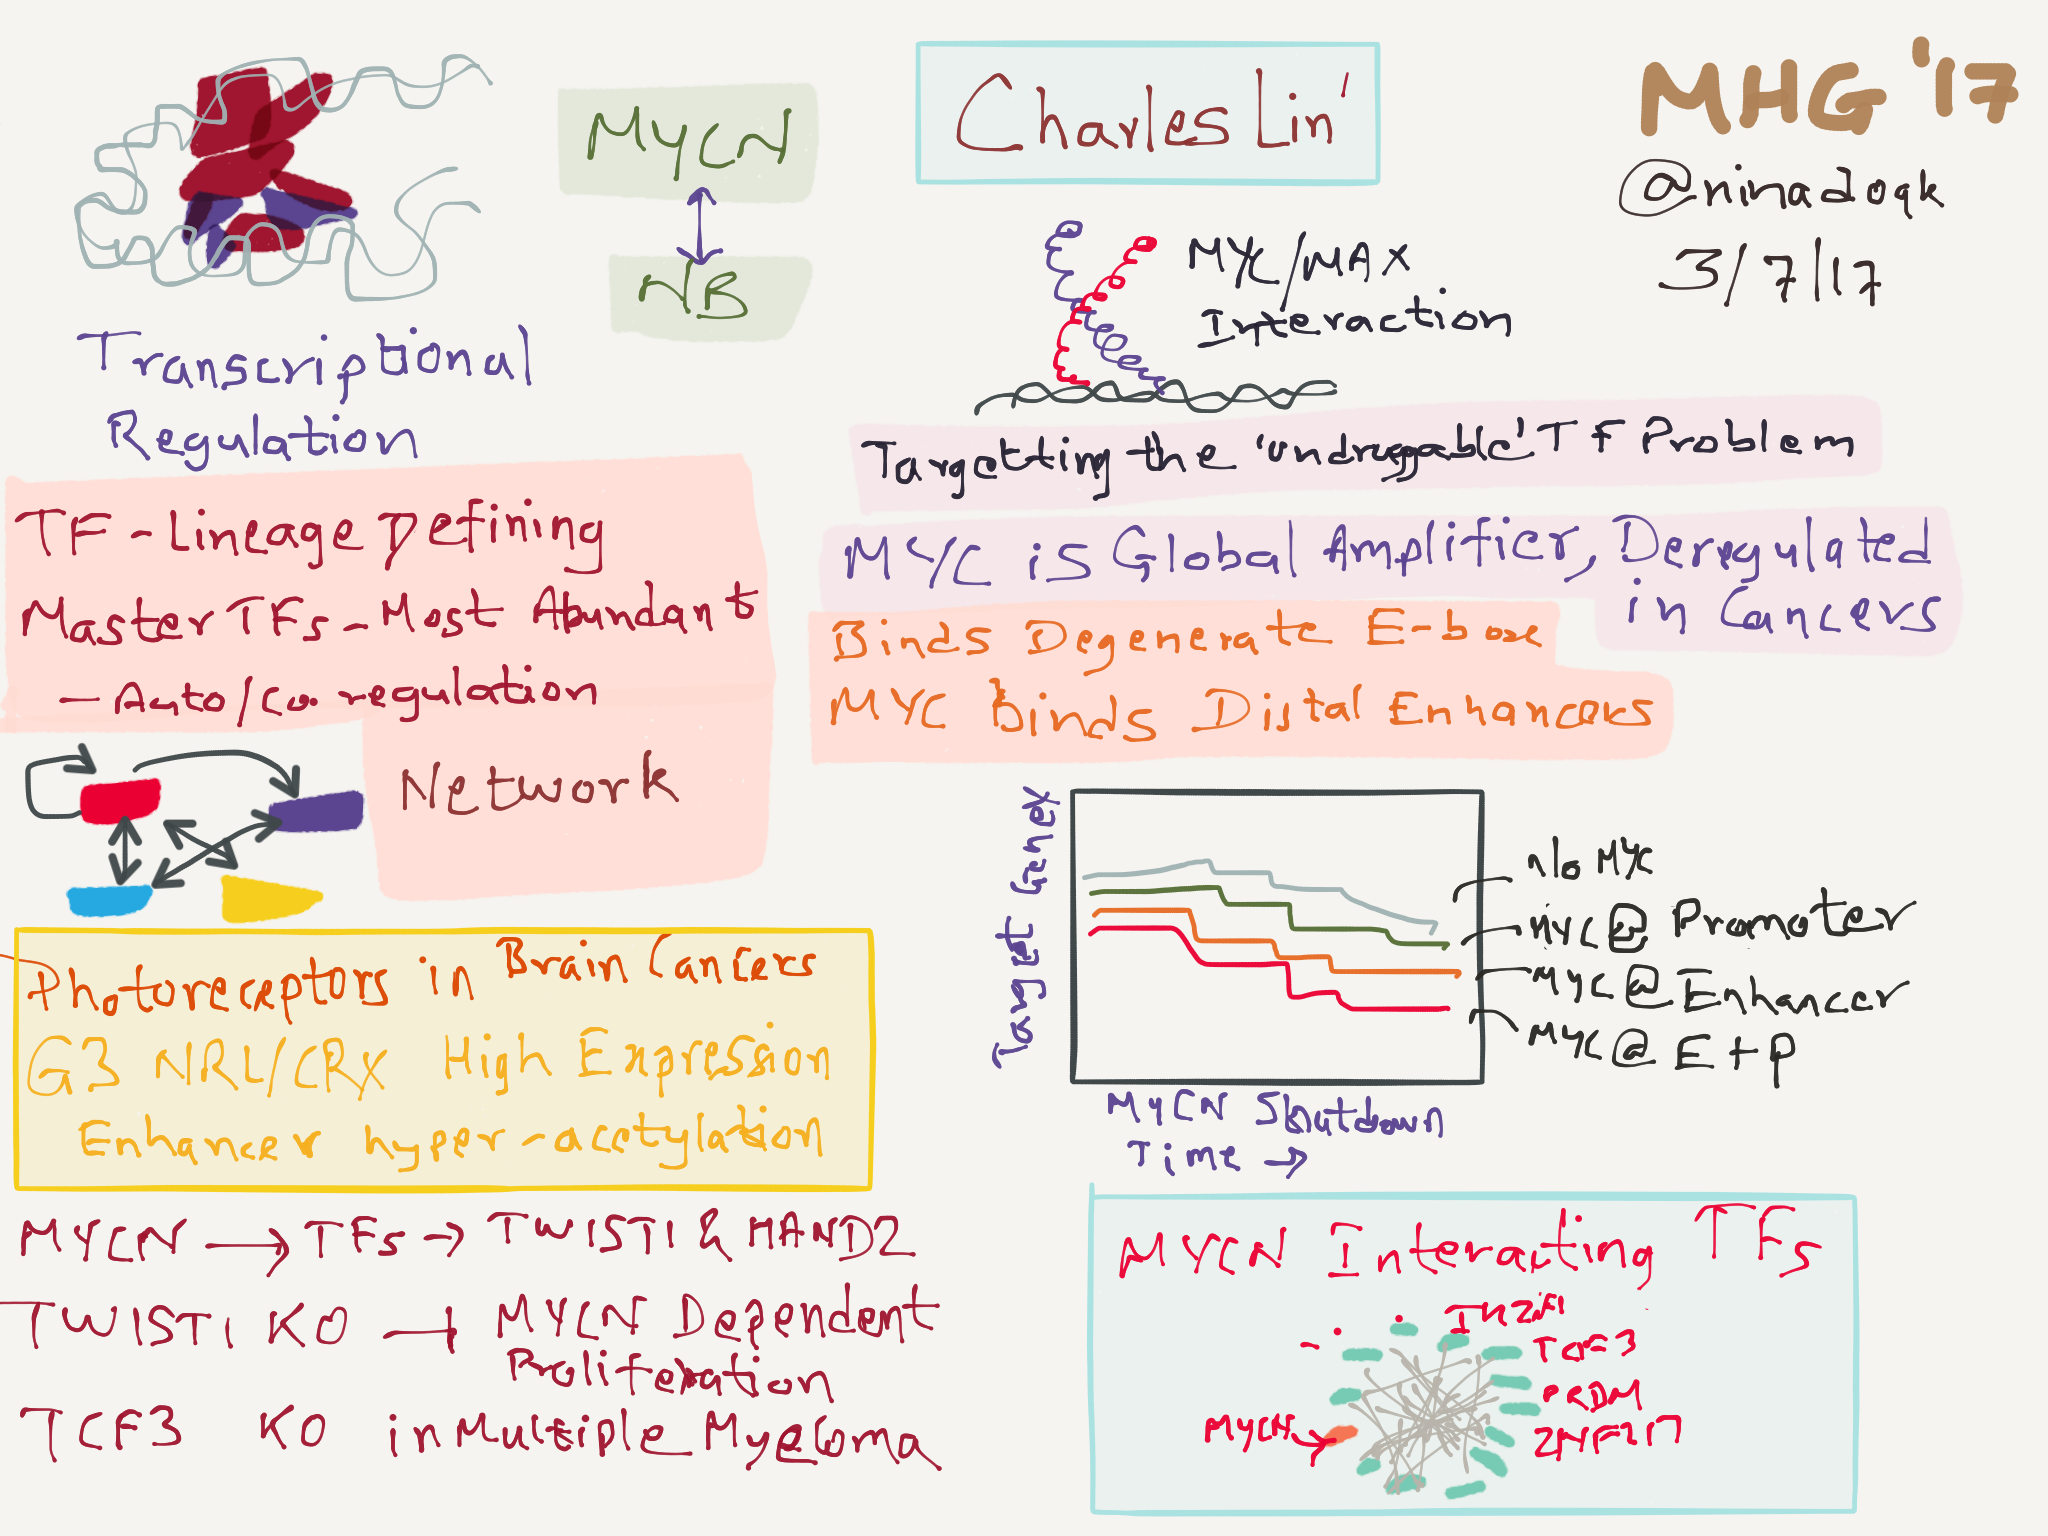 MYCN
NB
Charles Lin
MHG '17
@ninadoqk
3/7/17
Transcriptional
Regulation
TF - Lineage Defining
Master TFs - Most Abundant
- Auto/Co. regulation
Network
Photoreceptors in Brain Cancers
G3 NRL/CRX High Expression
Enhancer hyper-acetylation
MYCN → TFs → TWIST1 & HAND2
TWIST1 KO ⊣ MYCN Dependent
Proliferation
TCF3 KO in Multiple Myeloma
MYC/MAX
Interaction
Targetting the 'undruggable' TF Problem
MYC is Global Amplifier, Deregulated
in Cancers
Binds Degenerate E-box
MYC Binds Distal Enhancers
Target Genes
n/o MYC
MYC@ Promoter
MYC@ Enhancer
MYC@ E+P
MYCN Shutdown
Time →
MYCN Interacting TFs
TCF3
PRDM
ZNF217
MYCN